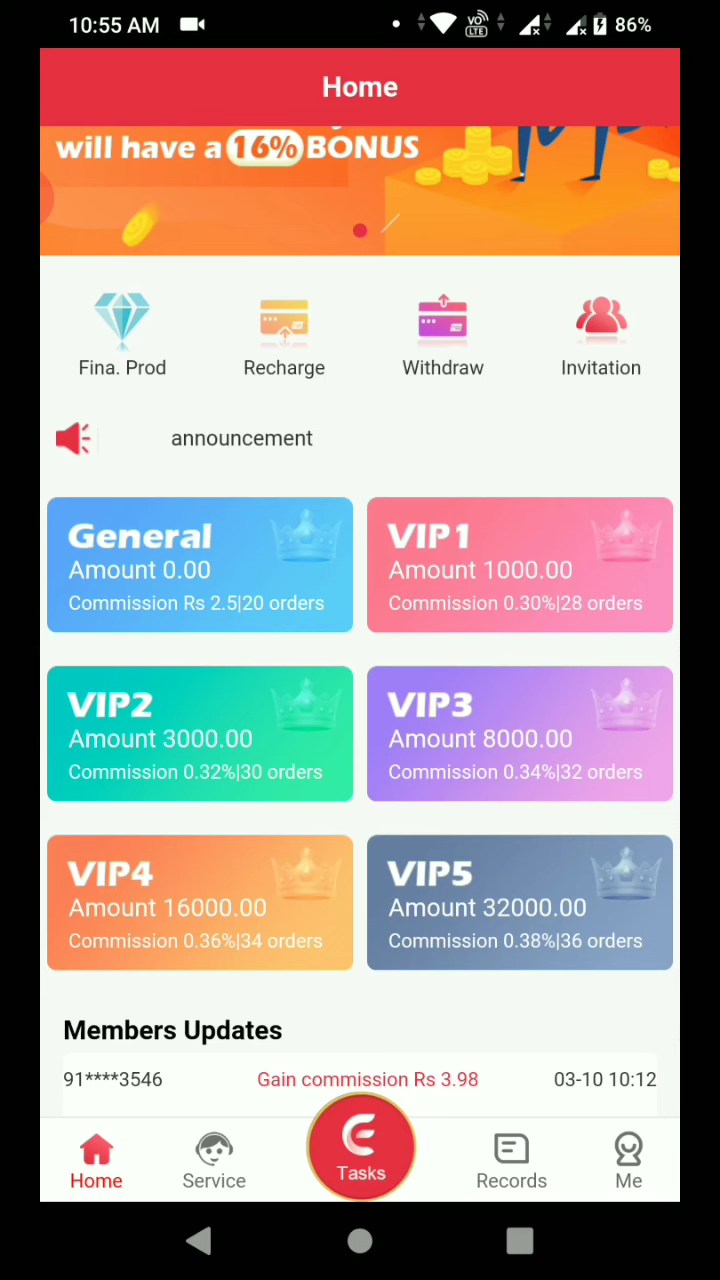 10:55 AM
VO
LTE
86%
Home
will have a 16% BONUS
Fina. Prod
Recharge
Withdraw
Invitation
announcement
General
Amount 0.00
Commission Rs 2.5|20 orders
VIP1
Amount 1000.00
Commission 0.30%|28 orders
VIP2
Amount 3000.00
Commission 0.32%|30 orders
VIP3
Amount 8000.00
Commission 0.34%|32 orders
VIP4
Amount 16000.00
Commission 0.36%|34 orders
VIP5
Amount 32000.00
Commission 0.38%|36 orders
Members Updates
91****3546
Gain commission Rs 3.98
03-10 10:12
Home
Service
Tasks
Records
Me